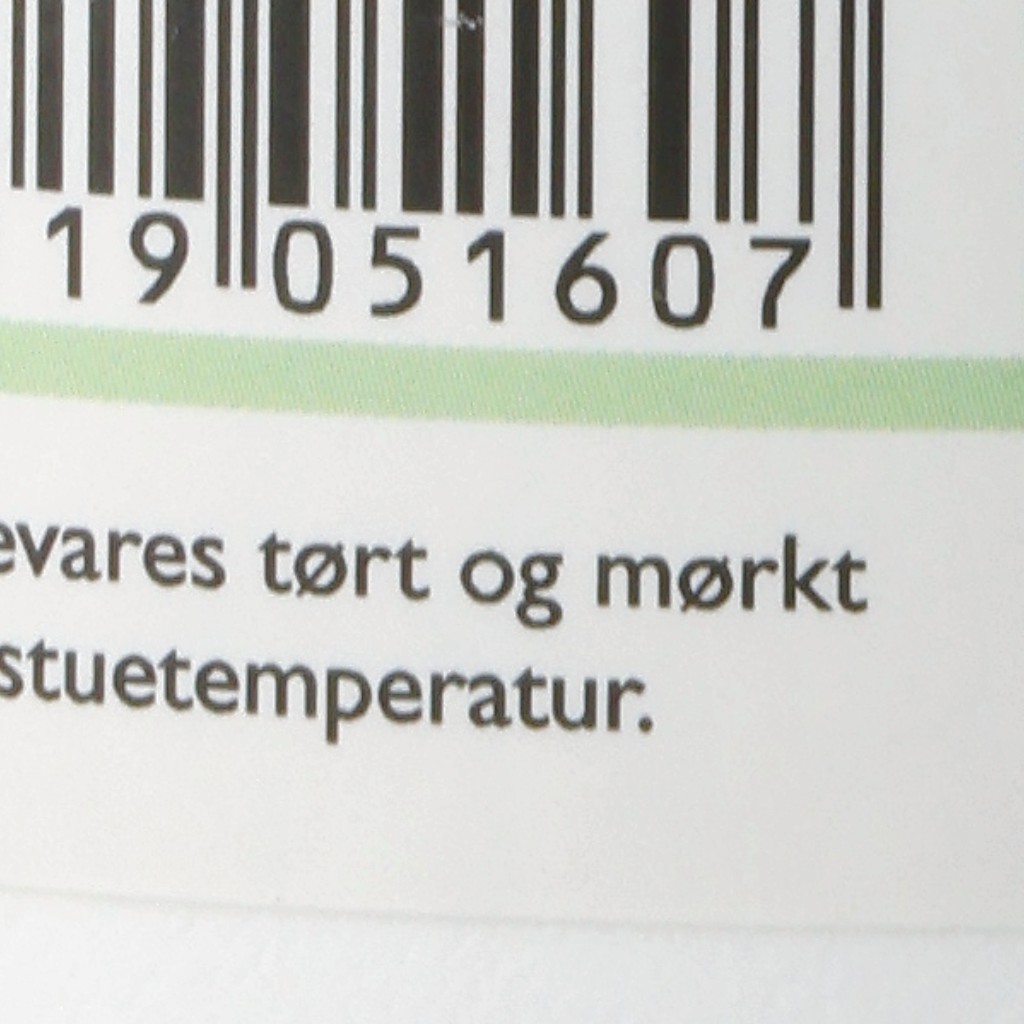 19 051607
evares tørt og mørkt
stuetemperatur.